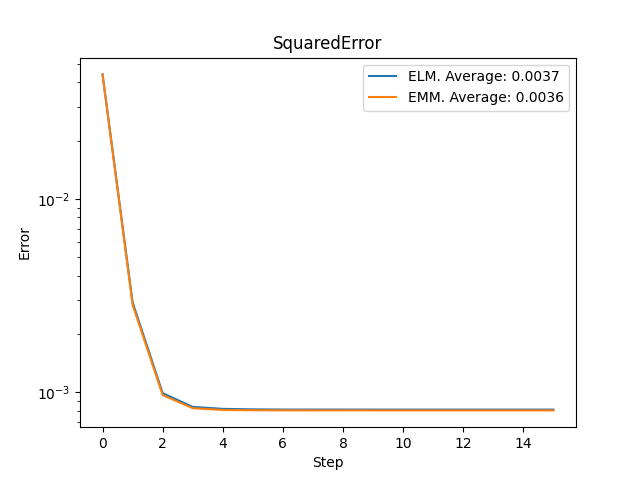 SquaredError
ELM. Average: 0.0037
EMM. Average: 0.0036
Error
10⁻²
10⁻³
0 2 4 6 8 10 12 14
Step